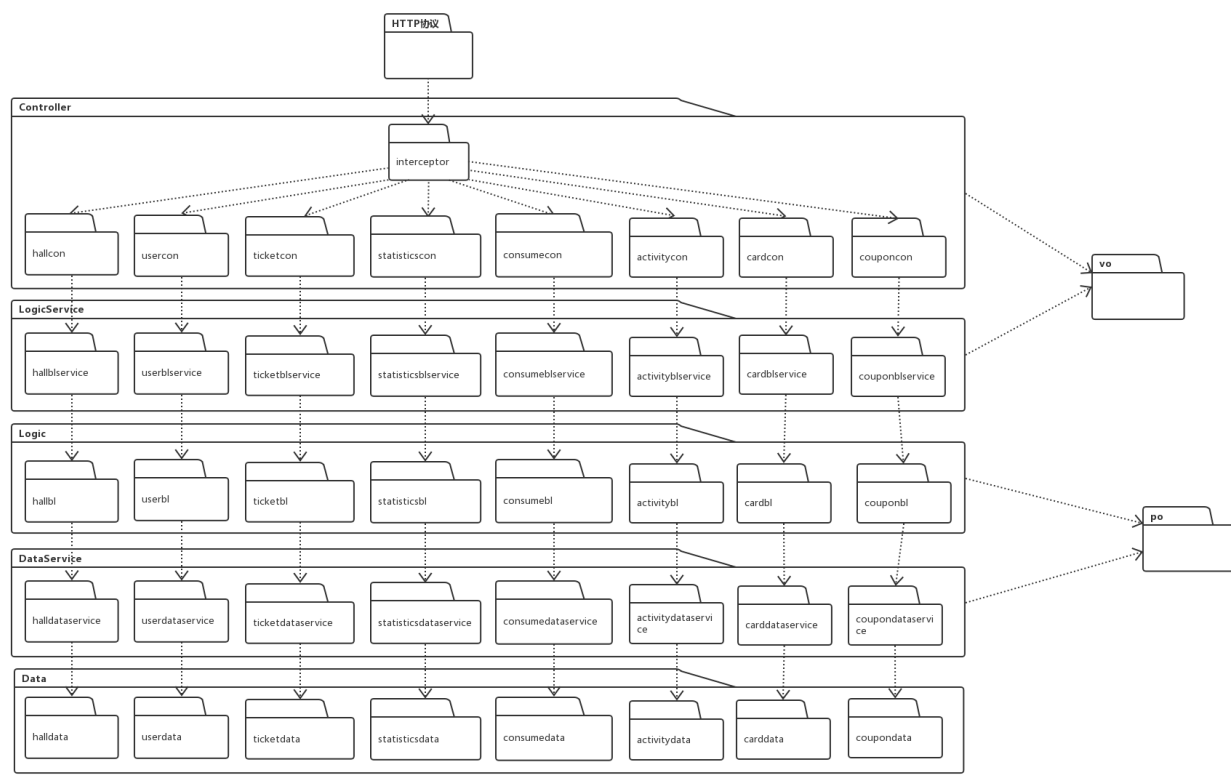 HTTP协议
Controller
interceptor
hallcon
usercon
ticketcon
statisticscon
consumecon
activitycon
cardcon
couponcon
vo
LogicService
hallblservice
userblservice
ticketblservice
statisticsblservice
consumeblservice
activityblservice
cardblservice
couponblservice
Logic
hallbl
userbl
ticketbl
statisticsbl
consumebl
activitybl
cardbl
couponbl
po
DataService
halldataservice
userdataservice
ticketdataservice
statisticsdataservice
consumedataservice
activitydataservi
ce
carddataservice
coupondataservi
ce
Data
halldata
userdata
ticketdata
statisticsdata
consumedata
activitydata
carddata
coupondata